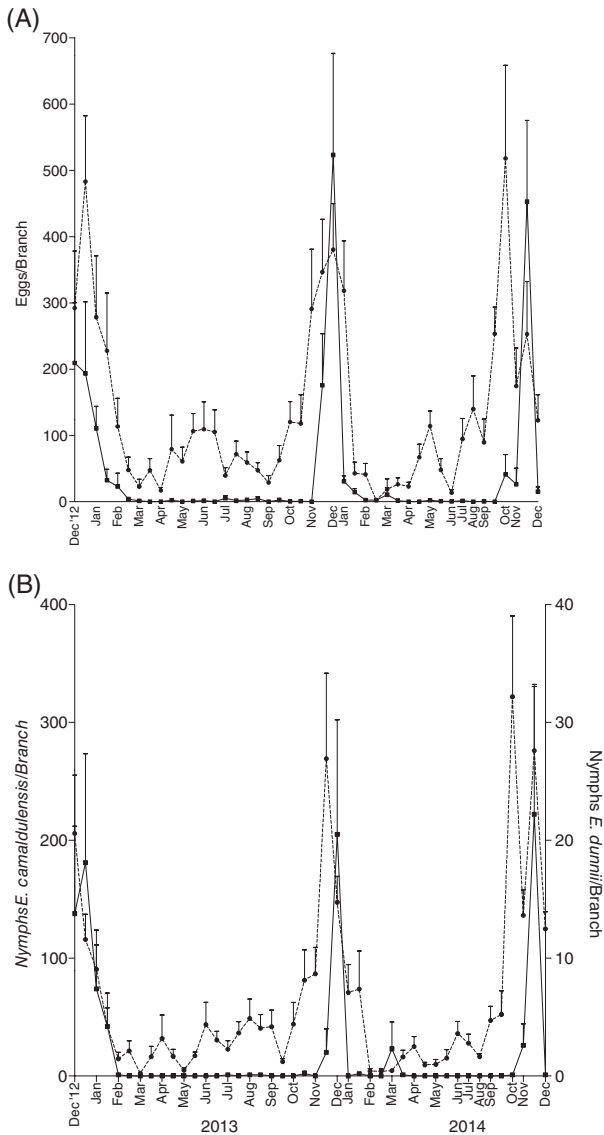 (A)
700
600
500
400
300
200
100
0
Eggs/Branch
Dec'12
Jan
Feb
Mar
Apr
May
Jun
Jul
Aug
Sep
Oct
Nov
Dec
Jan
Feb
Mar
Apr
May
Jun
Jul
Aug
Sep
Oct
Nov
Dec
(B)
400
300
200
100
0
NymphsE. camaldulensis/Branch
40
30
20
10
0
Nymphs E. dunnii/Branch
Dec'12
Jan
Feb
Mar
Apr
May
Jun
Jul
Aug
Sep
Oct
Nov
Dec
Jan
Feb
Mar
Apr
May
Jun
Jul
Aug
Sep
Oct
Nov
Dec
2013
2014